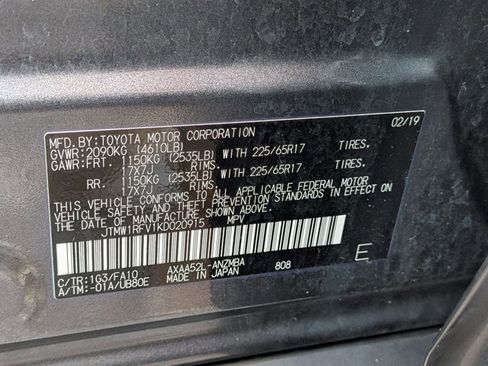 MFD.BY:TOYOTA MOTOR CORPORATION 02/19
GVWR:2090KG (4610LB)
GAWR:FRT. 1150KG (2535LB) WITH 225/65R17 TIRES.
17X7J RIMS.
RR. 1150KG (2535LB) WITH 225/65R17 TIRES.
17X7J RIMS.
THIS VEHICLE CONFORMS TO ALL APPLICABLE FEDERAL MOTOR
VEHICLE SAFETY STANDARDS IN EFFECT ON
THE DATE OF MANUFACTURE SHOWN ABOVE.
JTMW1RFV1KD020915 MPV
E
C/TR:1G3/FA10 AXAA52L-ANZMBA
A/TM:-01A/UB80E MADE IN JAPAN 808